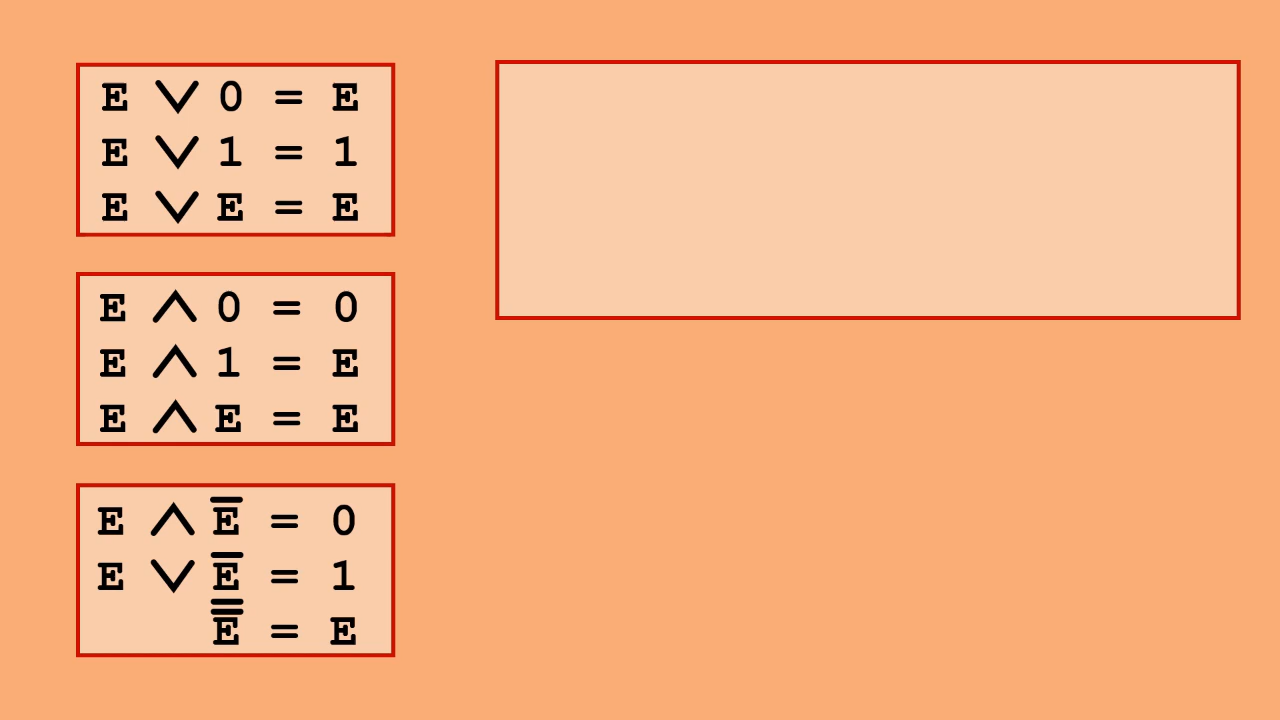 E ∨ 0 = E
E ∨ 1 = 1
E ∨ E = E
E ∧ 0 = 0
E ∧ 1 = E
E ∧ E = E
E ∧ E̅ = 0
E ∨ E̅ = 1
E̿ = E